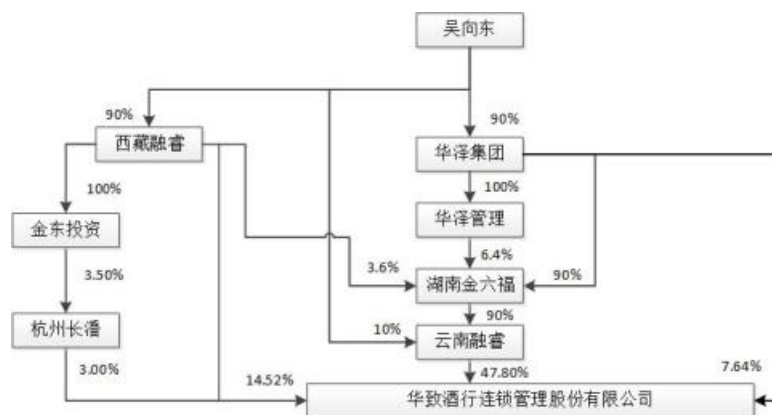 吴向东
90%
90%
西藏融睿
华泽集团
100%
100%
金东投资
华泽管理
3.50%
3.6%
6.4%
90%
湖南金六福
杭州长潘
10%
90%
云南融睿
3.00%
14.52%
47.80%
7.64%
华致酒行连锁管理股份有限公司